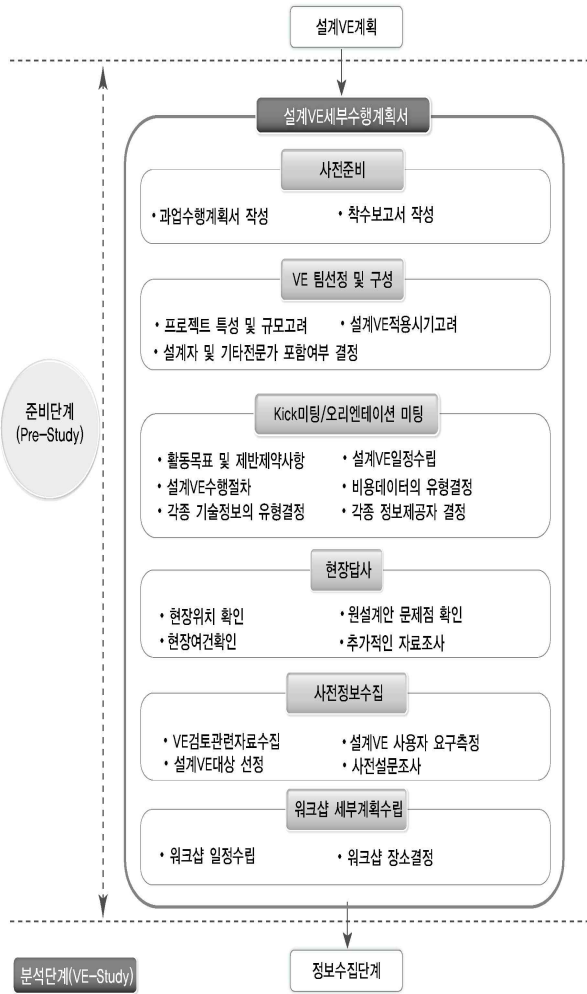 설계VE계획
설계VE세부수행계획서
사전준비
• 과업수행계획서 작성
• 착수보고서 작성
VE 팀선정 및 구성
• 프로젝트 특성 및 규모고려
• 설계VE적용시기고려
• 설계자 및 기타전문가 포함여부 결정
준비단계
(Pre-Study)
Kick미팅/오리엔테이션 미팅
• 활동목표 및 제반제약사항
• 설계VE일정수립
• 설계VE수행절차
• 비용데이터의 유형결정
• 각종 기술정보의 유형결정
• 각종 정보제공자 결정
현장답사
• 현장위치 확인
• 원설계안 문제점 확인
• 현장여건확인
• 추가적인 자료조사
사전정보수집
• VE검토관련자료수집
• 설계VE 사용자 요구측정
• 설계VE대상 선정
• 사전설문조사
워크샵 세부계획수립
• 워크샵 일정수립
• 워크샵 장소결정
분석단계(VE-Study)
정보수집단계